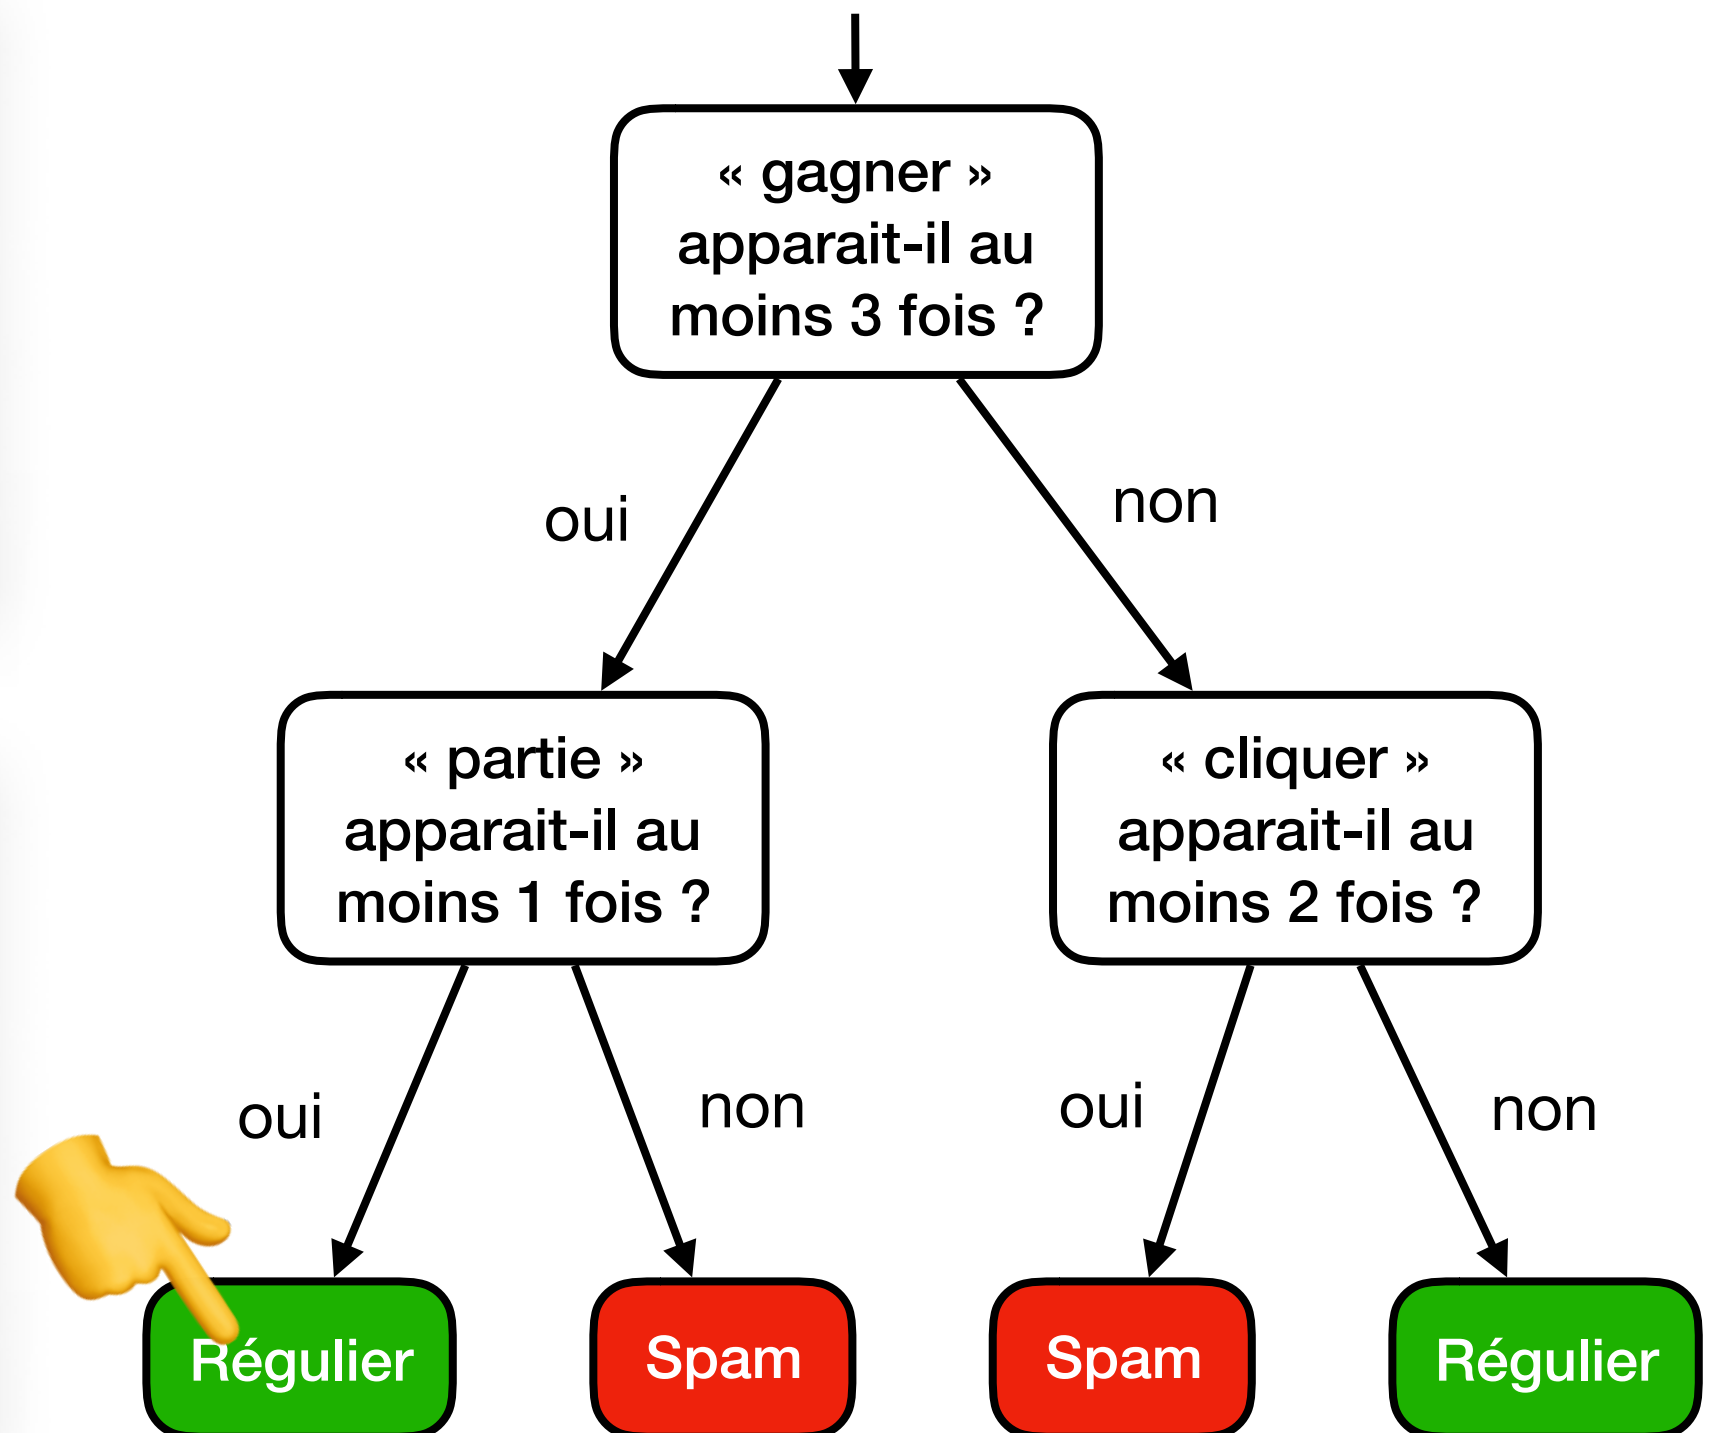 « gagner »
apparait-il au
moins 3 fois ?
oui
non
« partie »
apparait-il au
moins 1 fois ?
« cliquer »
apparait-il au
moins 2 fois ?
oui
non
oui
non
Régulier
Spam
Spam
Régulier